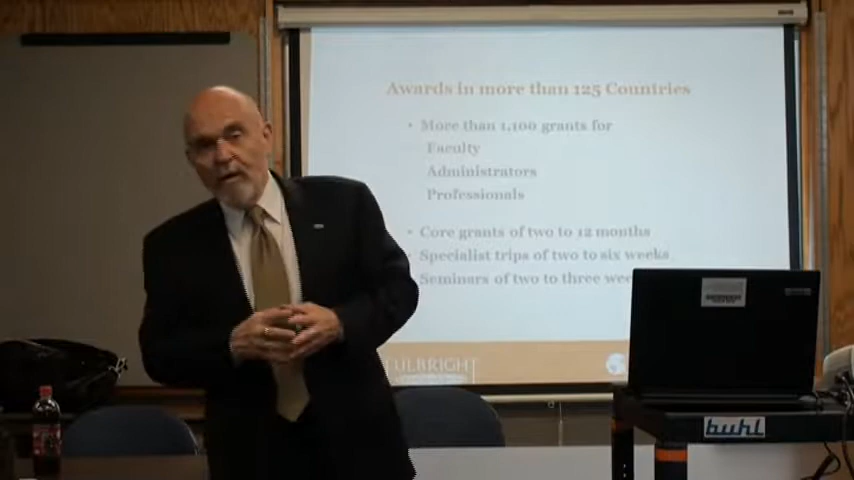 Awards in more than 125 Countries
• More than 1,100 grants for
Faculty
Administrators
Professionals
• Core grants of two to 12 months
Specialist trips of two to six weeks
Seminars of two to three
ULBRIGHT
buhl